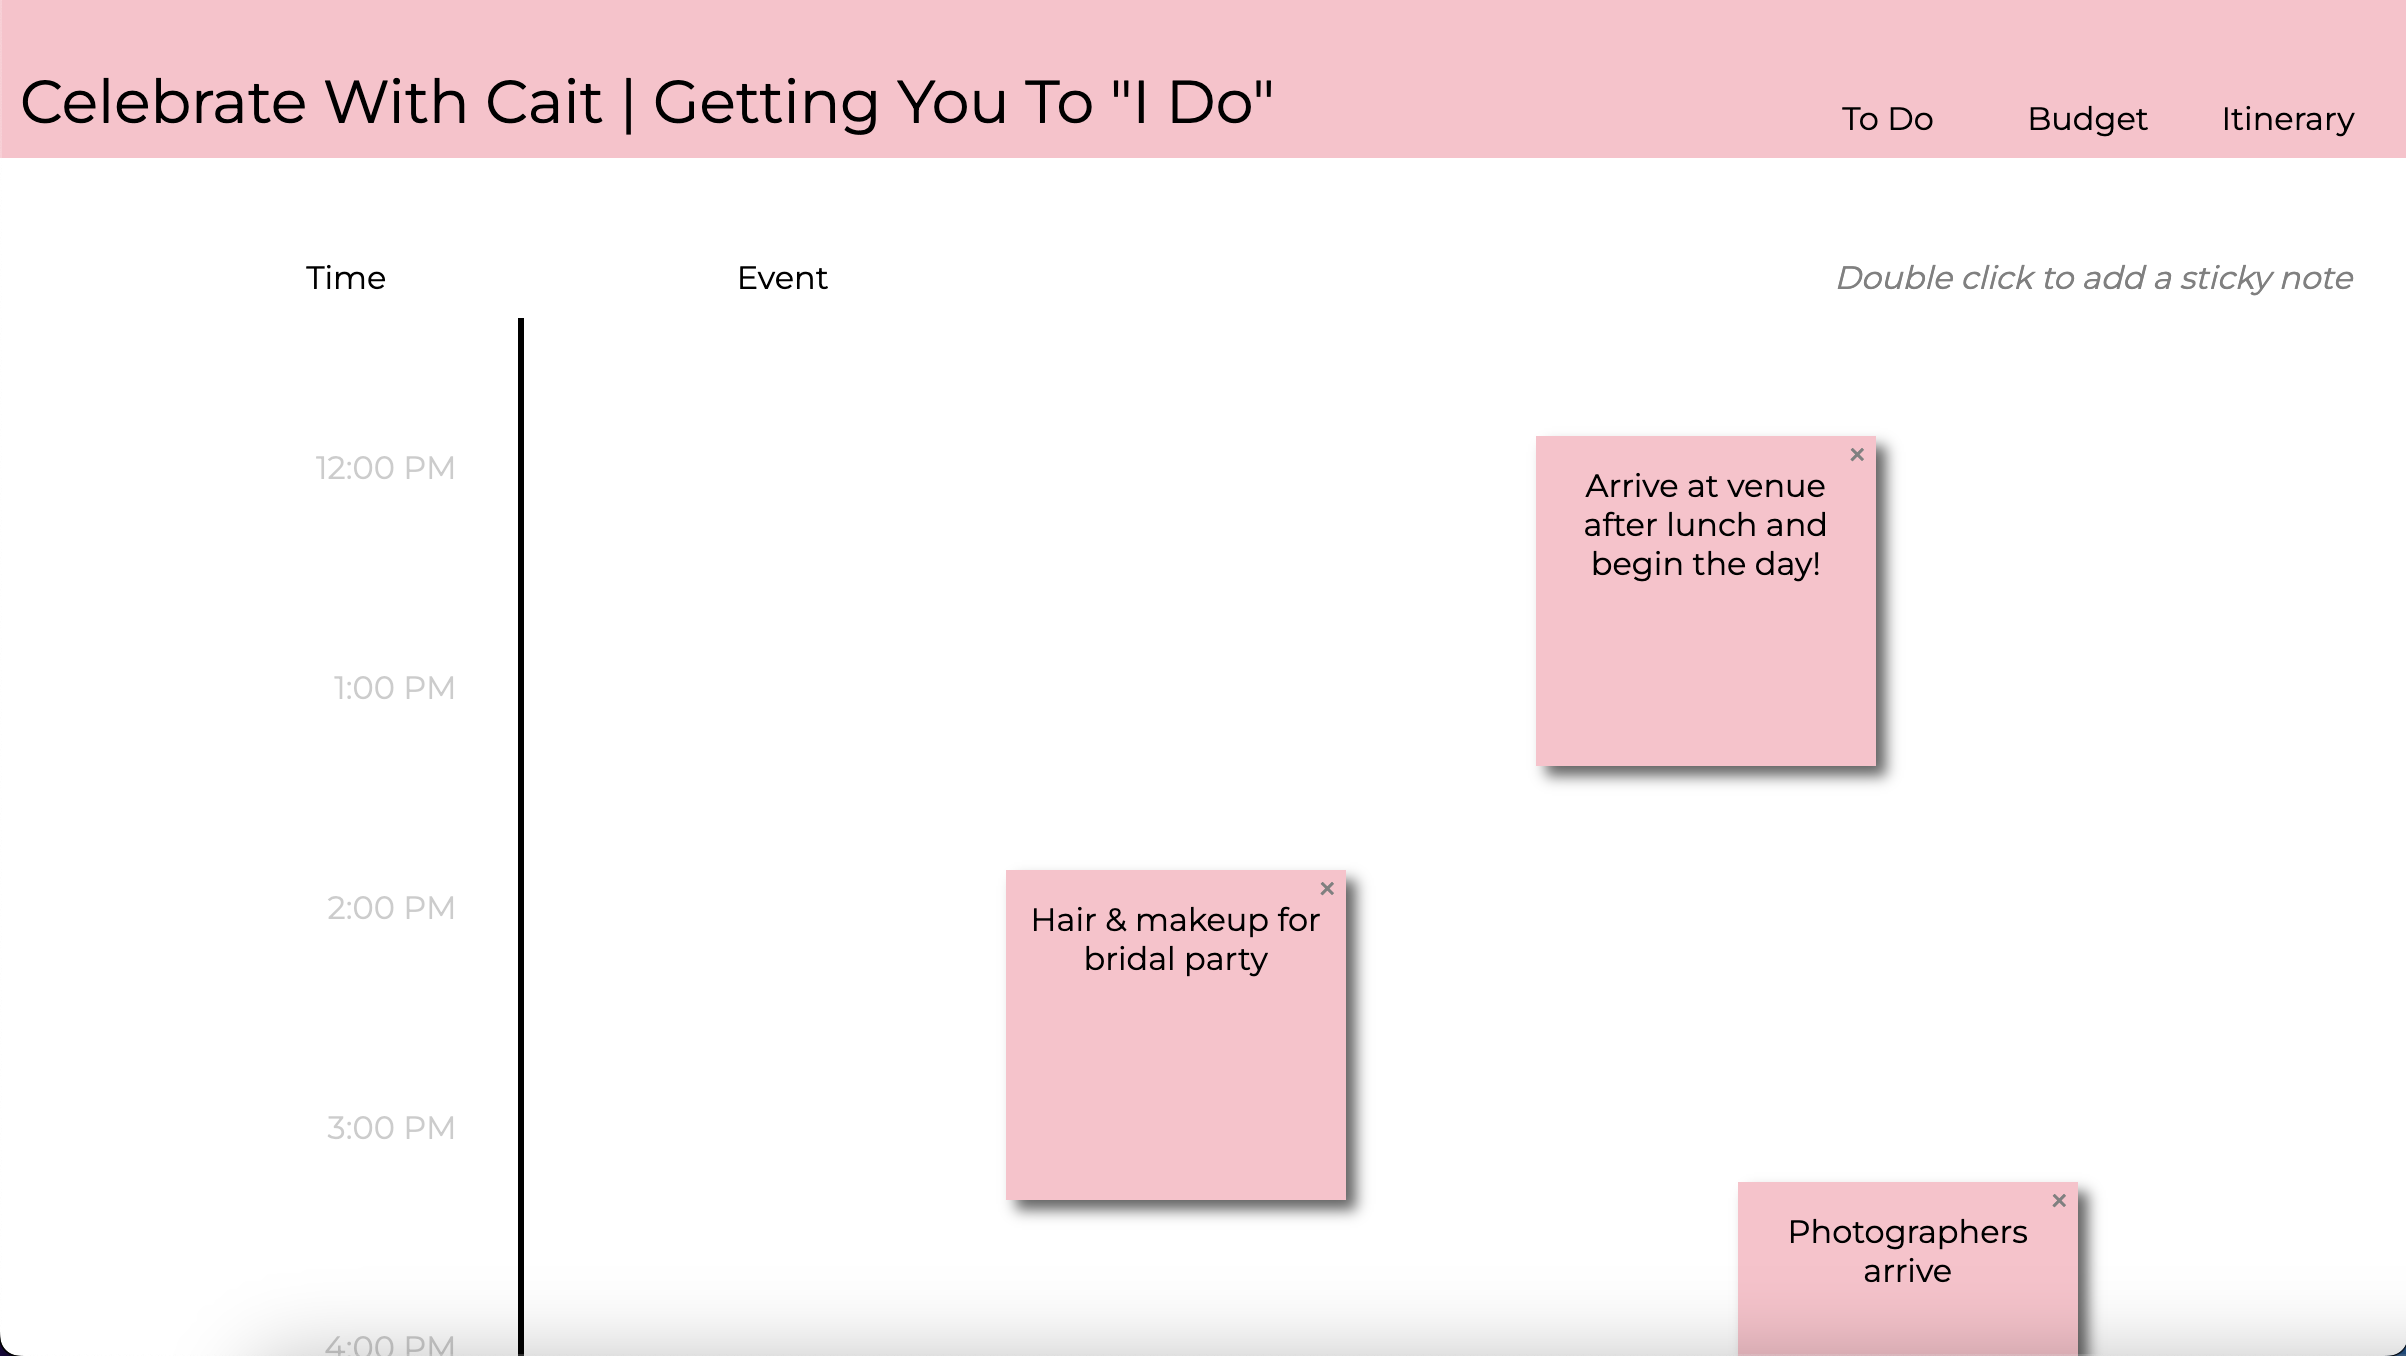 Celebrate With Cait | Getting You To "I Do"
To Do
Budget
Itinerary
Time
Event
Double click to add a sticky note
12:00 PM
×
Arrive at venue
after lunch and
begin the day!
1:00 PM
2:00 PM
×
Hair & makeup for
bridal party
3:00 PM
×
Photographers
arrive
4:00 PM